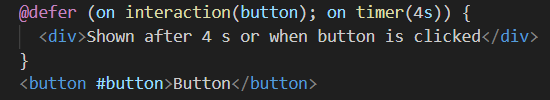 @defer (on interaction(button); on timer(4s)) {
<div>Shown after 4 s or when button is clicked</div>
}
<button #button>Button</button>